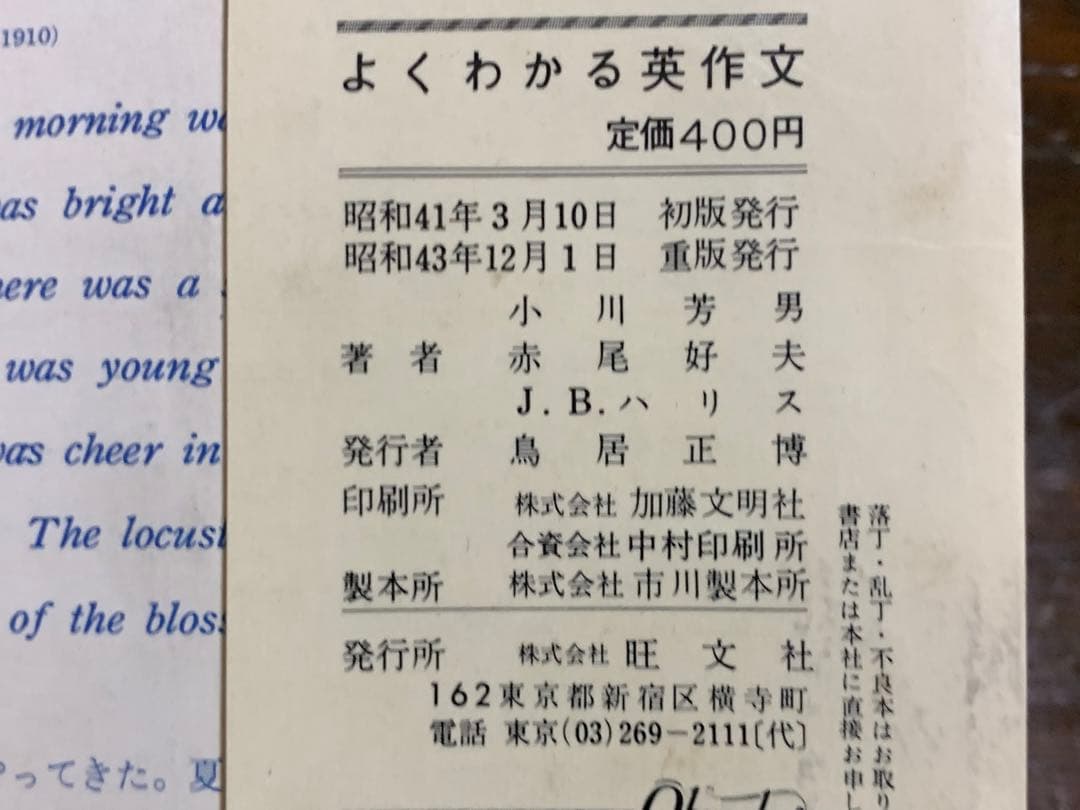 1910)
morning
as bright
ere was a
was young
as cheer in
The locust
of the
ってきた。夏
よくわかる英作文
定価400円
昭和41年3月10日 初版発行
昭和43年12月1日 重版発行
小川芳男
著者 赤尾好夫
J.B.ハリス
発行者 鳥居正博
印刷所 株式会社 加藤文明社
合資会社 中村印刷所
製本所 株式会社 市川製本所
発行所 株式会社 旺文社
162東京都新宿区横寺町
電話 東京(03)269-2111〔代〕
落丁・乱丁・不良本はお取り
書店または本社に直接お申し